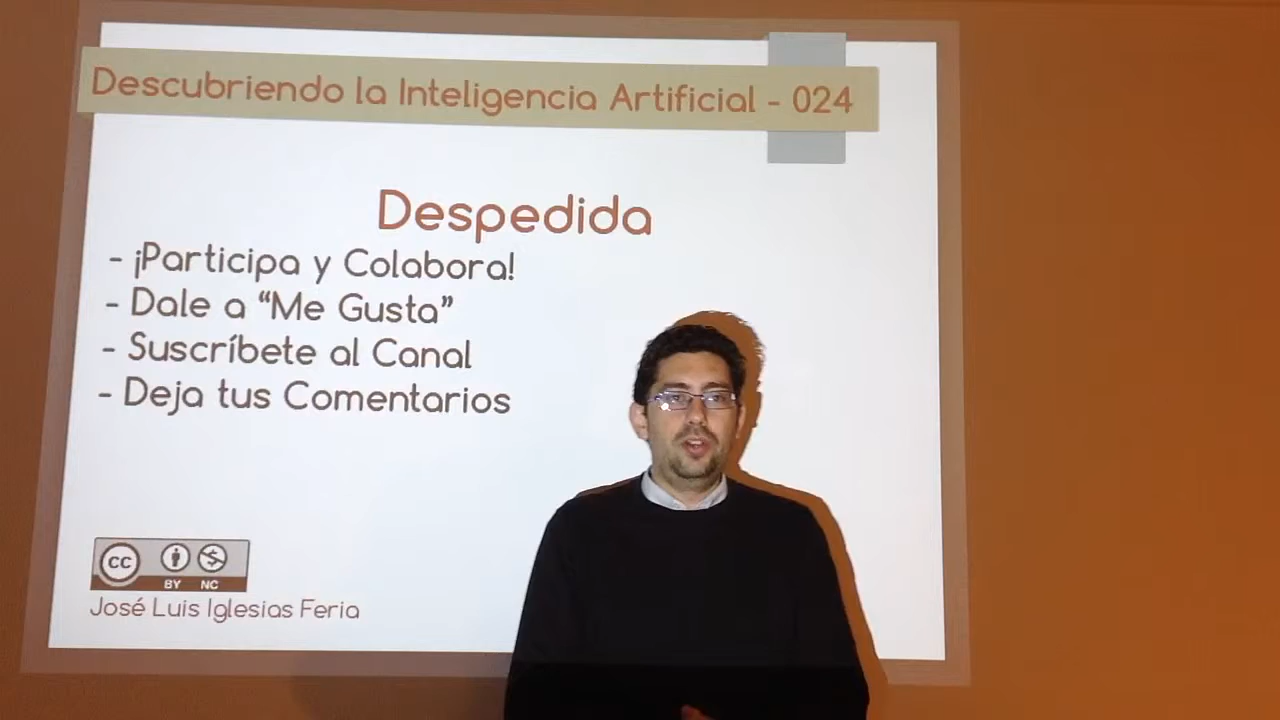 Descubriendo la Inteligencia Artificial - 024
Despedida
- ¡Participa y Colabora!
- Dale a “Me Gusta”
- Suscríbete al Canal
- Deja tus Comentarios
CC BY NC
José Luis Iglesias Feria